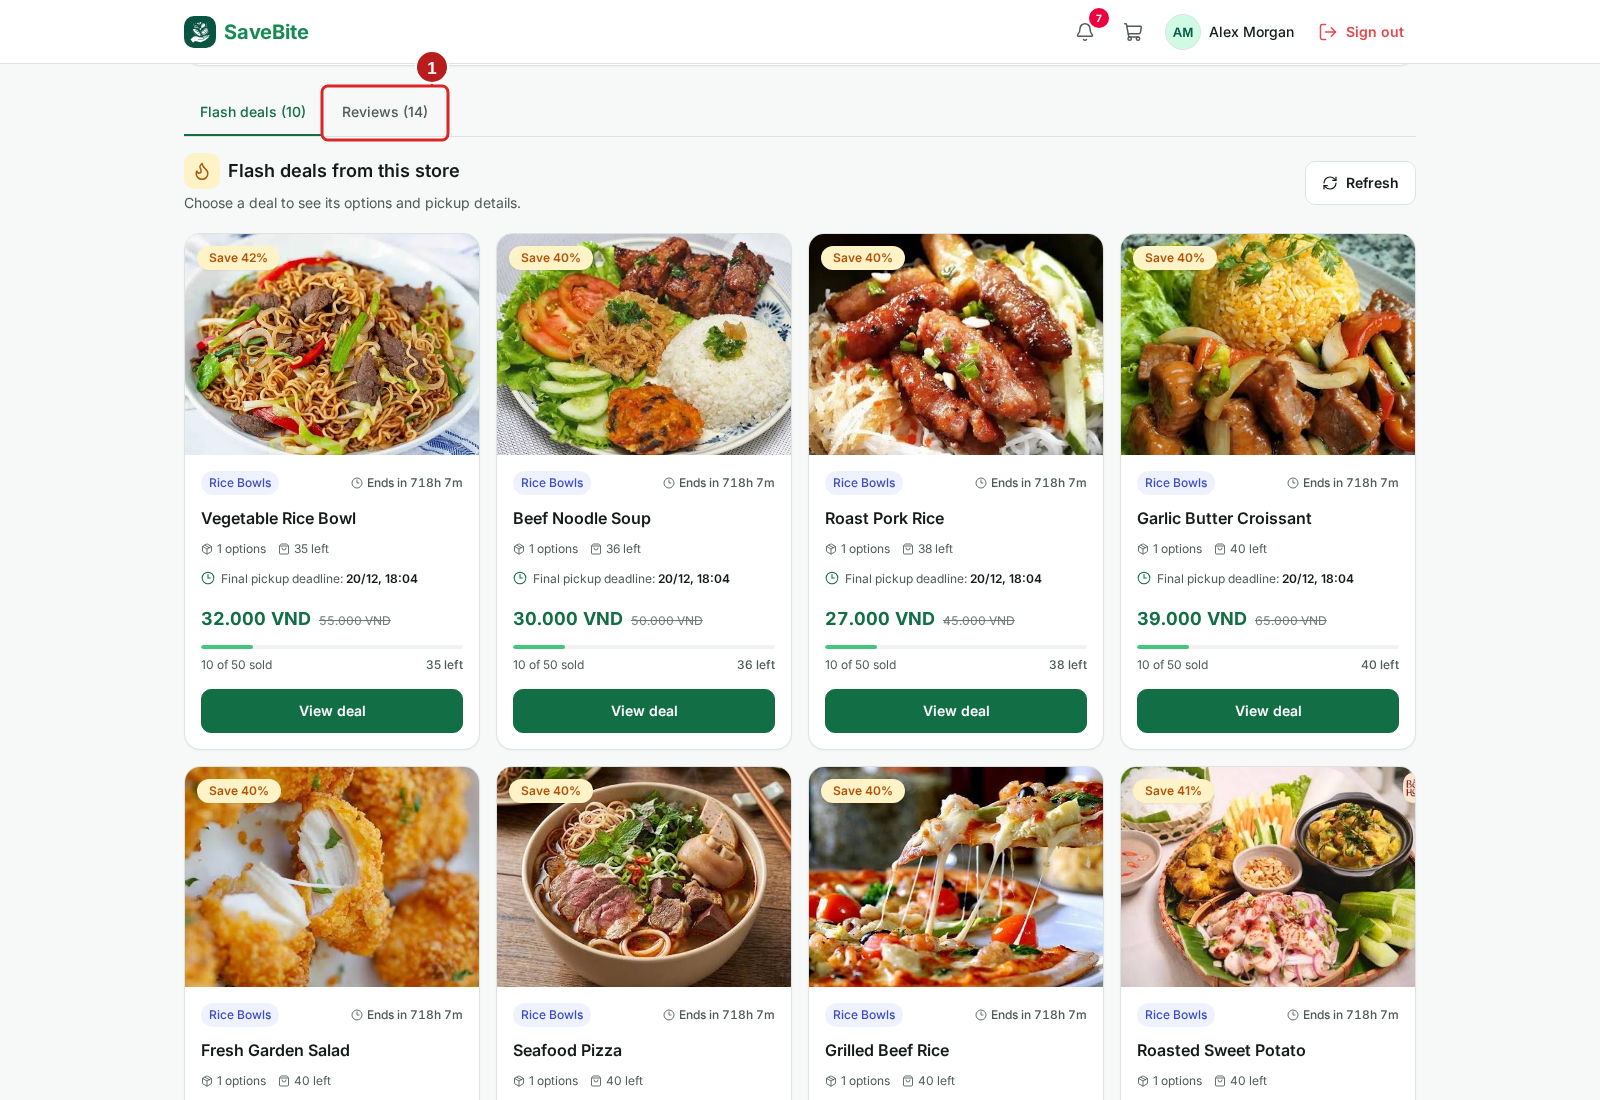 SaveBite
7
AM
Alex Morgan
Sign out
1
Flash deals (10)
Reviews (14)
Flash deals from this store
Choose a deal to see its options and pickup details.
Refresh
Save 42%
Save 40%
Save 40%
Save 40%
Rice Bowls
Ends in 718h 7m
Rice Bowls
Ends in 718h 7m
Rice Bowls
Ends in 718h 7m
Rice Bowls
Ends in 718h 7m
Vegetable Rice Bowl
Beef Noodle Soup
Roast Pork Rice
Garlic Butter Croissant
1 options 35 left
1 options 36 left
1 options 38 left
1 options 40 left
Final pickup deadline: 20/12, 18:04
Final pickup deadline: 20/12, 18:04
Final pickup deadline: 20/12, 18:04
Final pickup deadline: 20/12, 18:04
32.000 VND 55.000 VND
30.000 VND 50.000 VND
27.000 VND 45.000 VND
39.000 VND 65.000 VND
10 of 50 sold 35 left
10 of 50 sold 36 left
10 of 50 sold 38 left
10 of 50 sold 40 left
View deal
View deal
View deal
View deal
Save 40%
Save 40%
Save 40%
Save 41%
Rice Bowls
Ends in 718h 7m
Rice Bowls
Ends in 718h 7m
Rice Bowls
Ends in 718h 7m
Rice Bowls
Ends in 718h 7m
Fresh Garden Salad
Seafood Pizza
Grilled Beef Rice
Roasted Sweet Potato
1 options 40 left
1 options 40 left
1 options 40 left
1 options 40 left